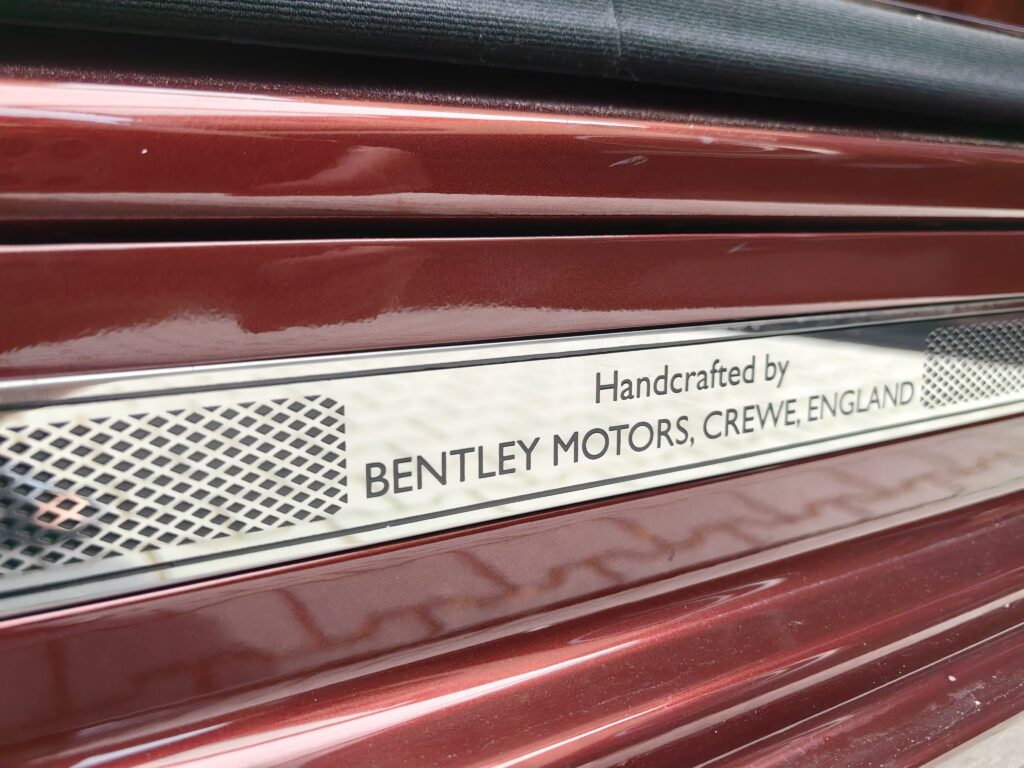 Handcrafted by
BENTLEY MOTORS, CREWE, ENGLAND